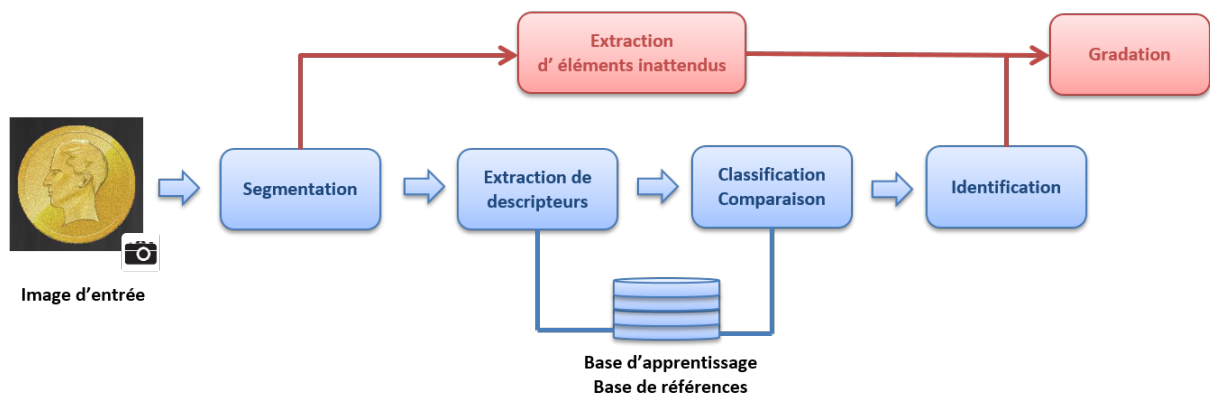 Extraction
d’ éléments inattendus
Gradation
Segmentation
Extraction de
descripteurs
Classification
Comparaison
Identification
Image d’entrée
Base d’apprentissage
Base de références